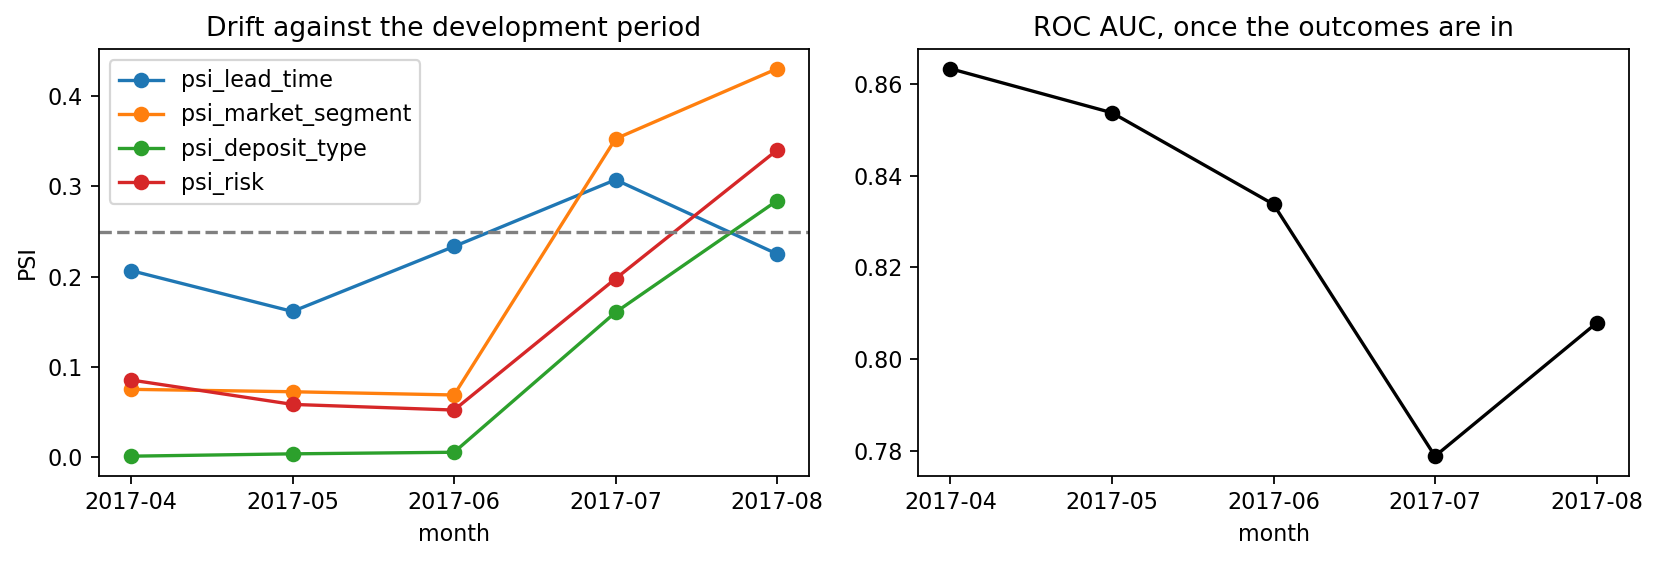 Drift against the development period
psi_lead_time
psi_market_segment
psi_deposit_type
psi_risk
PSI
0.4
0.3
0.2
0.1
0.0
2017-04 2017-05 2017-06 2017-07 2017-08
month
ROC AUC, once the outcomes are in
0.86
0.84
0.82
0.80
0.78
2017-04 2017-05 2017-06 2017-07 2017-08
month